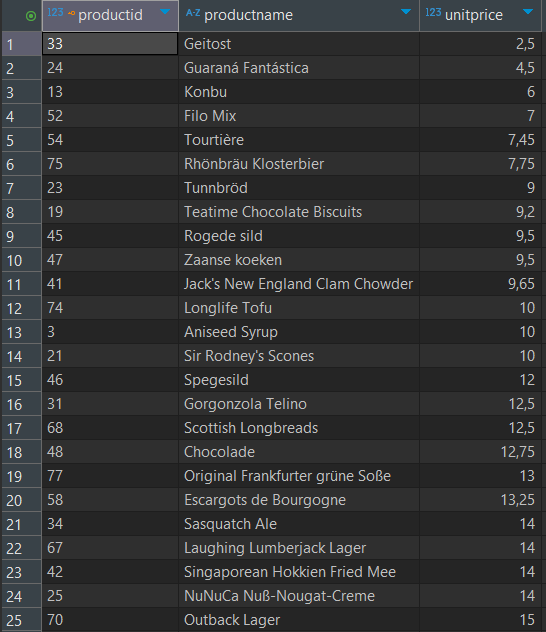 123 productid A-Z productname 123 unitprice
1 33 Geitost 2,5
2 24 Guaraná Fantástica 4,5
3 13 Konbu 6
4 52 Filo Mix 7
5 54 Tourtière 7,45
6 75 Rhönbräu Klosterbier 7,75
7 23 Tunnbröd 9
8 19 Teatime Chocolate Biscuits 9,2
9 45 Rogede sild 9,5
10 47 Zaanse koeken 9,5
11 41 Jack's New England Clam Chowder 9,65
12 74 Longlife Tofu 10
13 3 Aniseed Syrup 10
14 21 Sir Rodney's Scones 10
15 46 Spegesild 12
16 31 Gorgonzola Telino 12,5
17 68 Scottish Longbreads 12,5
18 48 Chocolade 12,75
19 77 Original Frankfurter grüne Soße 13
20 58 Escargots de Bourgogne 13,25
21 34 Sasquatch Ale 14
22 67 Laughing Lumberjack Lager 14
23 42 Singaporean Hokkien Fried Mee 14
24 25 NuNuCa Nuß-Nougat-Creme 14
25 70 Outback Lager 15